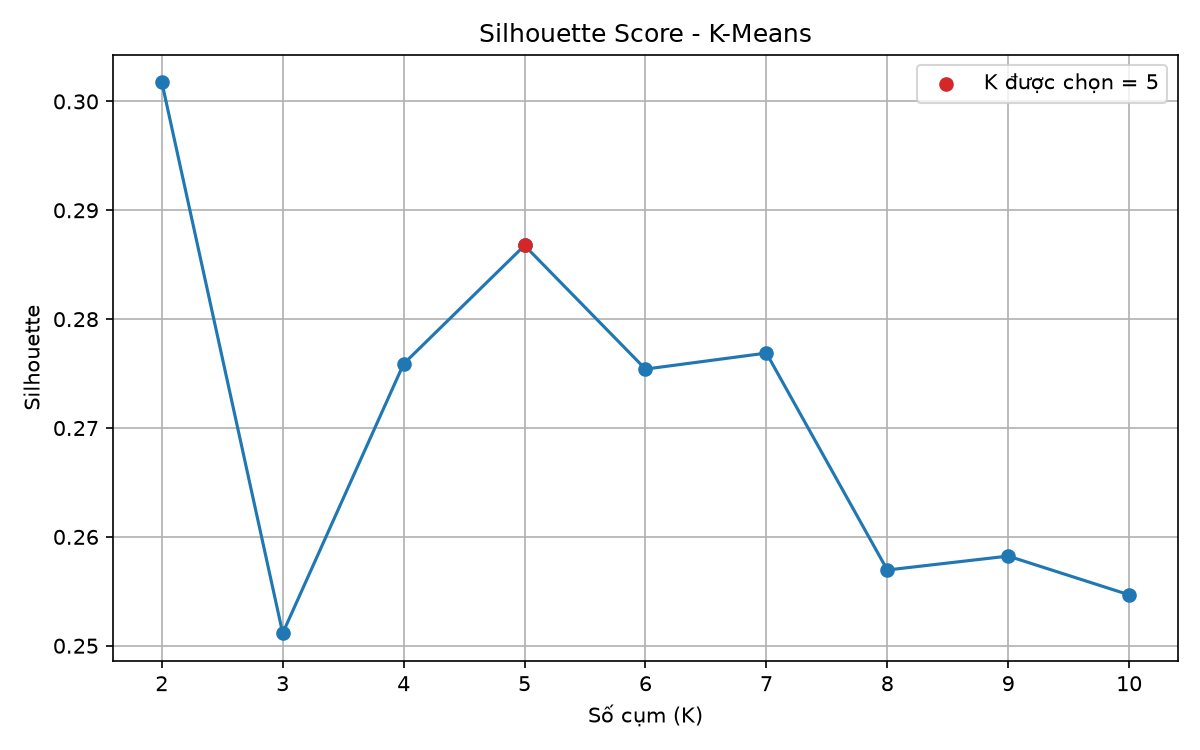 Silhouette Score - K-Means
K được chọn = 5
Silhouette
0.30
0.29
0.28
0.27
0.26
0.25
2 3 4 5 6 7 8 9 10
Số cụm (K)